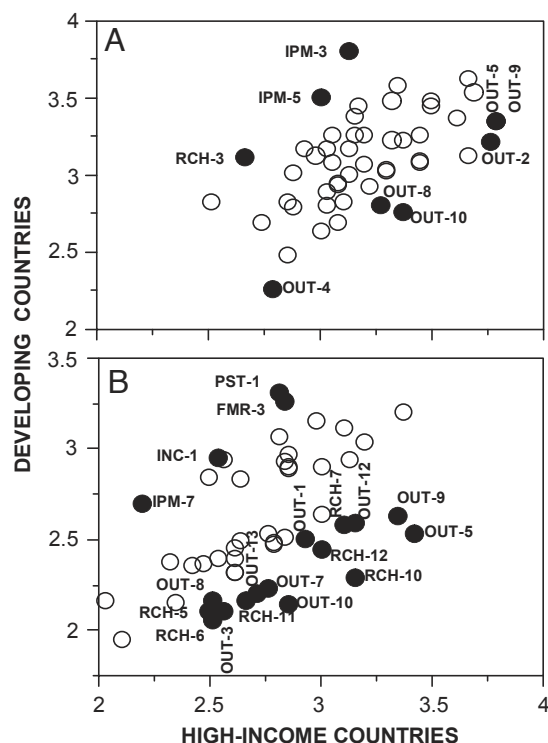 A
IPM-3
IPM-5
RCH-3
OUT-5
OUT-9
OUT-2
OUT-8
OUT-10
OUT-4
4
3.5
3
2.5
2
DEVELOPING COUNTRIES
B
PST-1
FMR-3
INC-1
IPM-7
OUT-1
RCH-7
OUT-12
OUT-9
OUT-5
RCH-12
RCH-10
OUT-13
OUT-8
OUT-7
RCH-5
OUT-10
RCH-11
RCH-6
OUT-3
3.5
3
2.5
2
2
2.5
3
3.5
4
HIGH-INCOME COUNTRIES